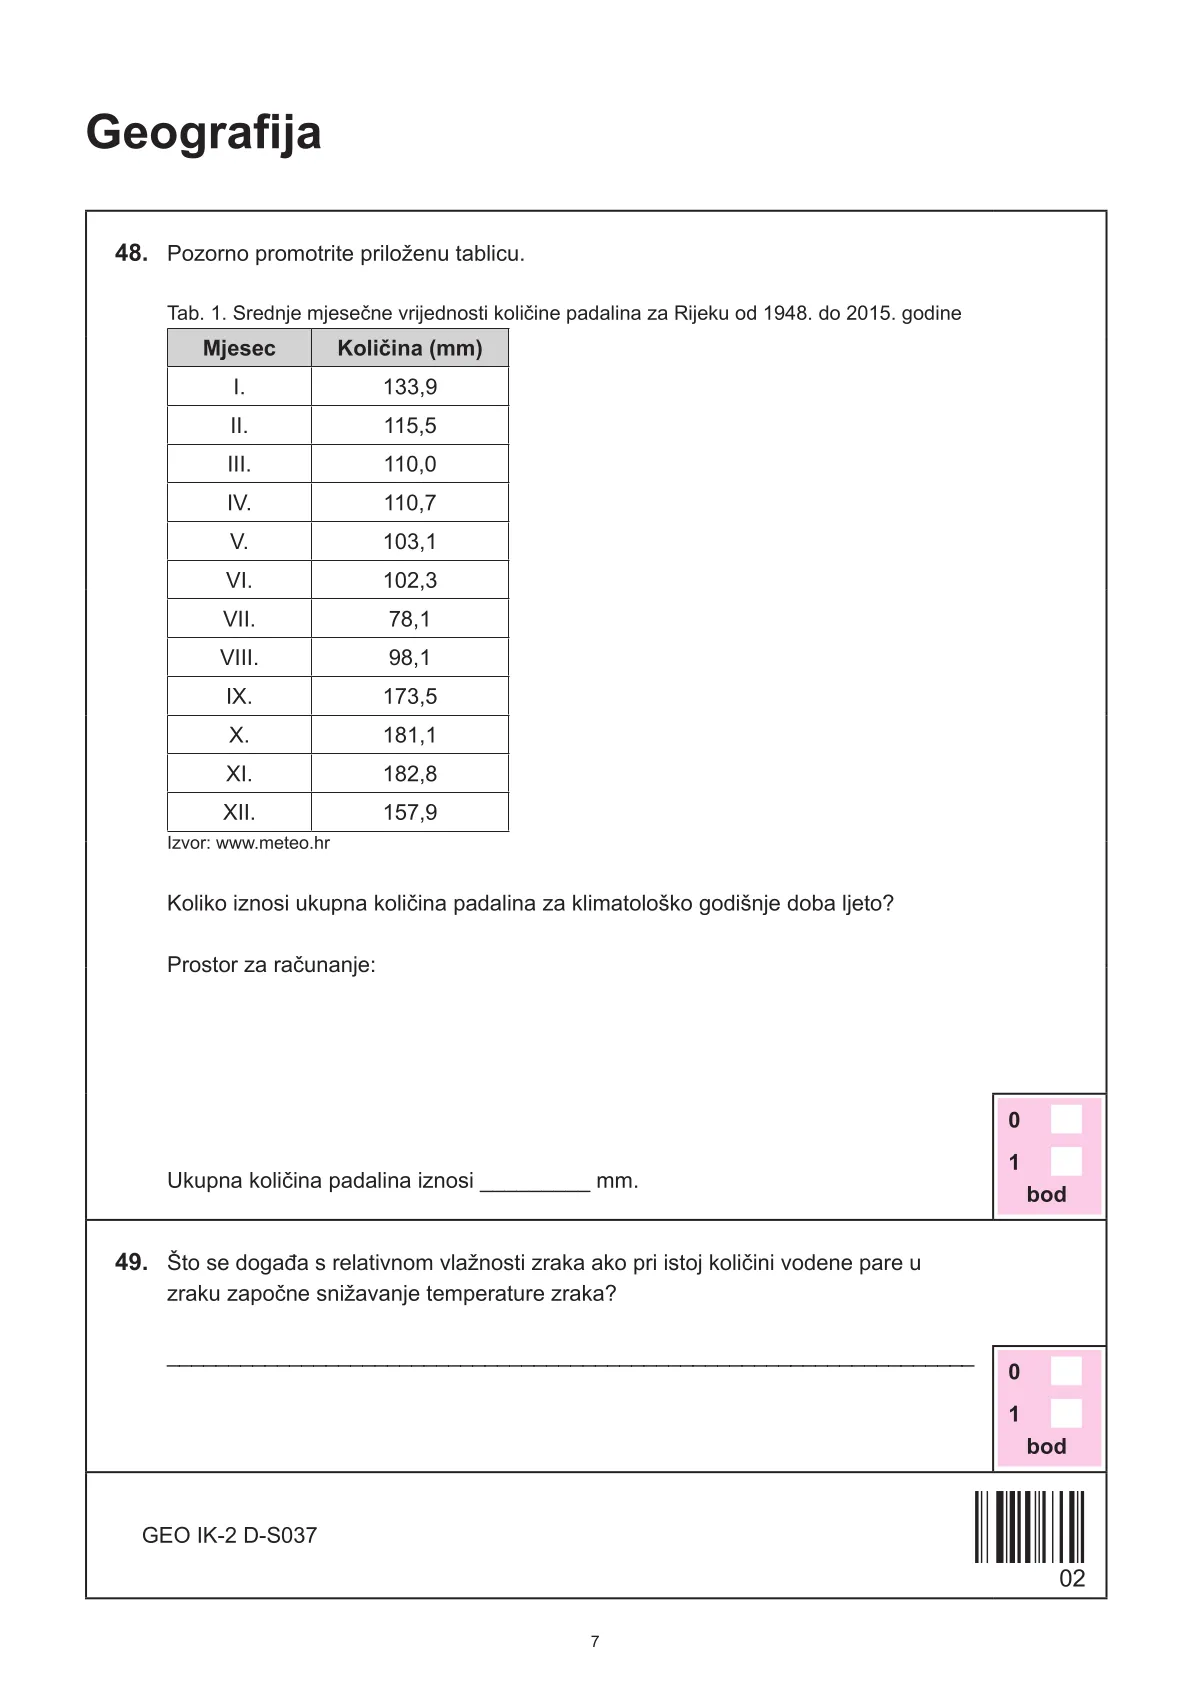 Geografija
48. Pozorno promotrite priloženu tablicu.
Tab. 1. Srednje mjesečne vrijednosti količine padalina za Rijeku od 1948. do 2015. godine
Mjesec Količina (mm)
I. 133,9
II. 115,5
III. 110,0
IV. 110,7
V. 103,1
VI. 102,3
VII. 78,1
VIII. 98,1
IX. 173,5
X. 181,1
XI. 182,8
XII. 157,9
Izvor: www.meteo.hr
Koliko iznosi ukupna količina padalina za klimatološko godišnje doba ljeto?
Prostor za računanje:
Ukupna količina padalina iznosi _________ mm.
0
1
bod
49. Što se događa s relativnom vlažnosti zraka ako pri istoj količini vodene pare u
zraku započne snižavanje temperature zraka?
0
1
bod
GEO IK-2 D-S037
02
7